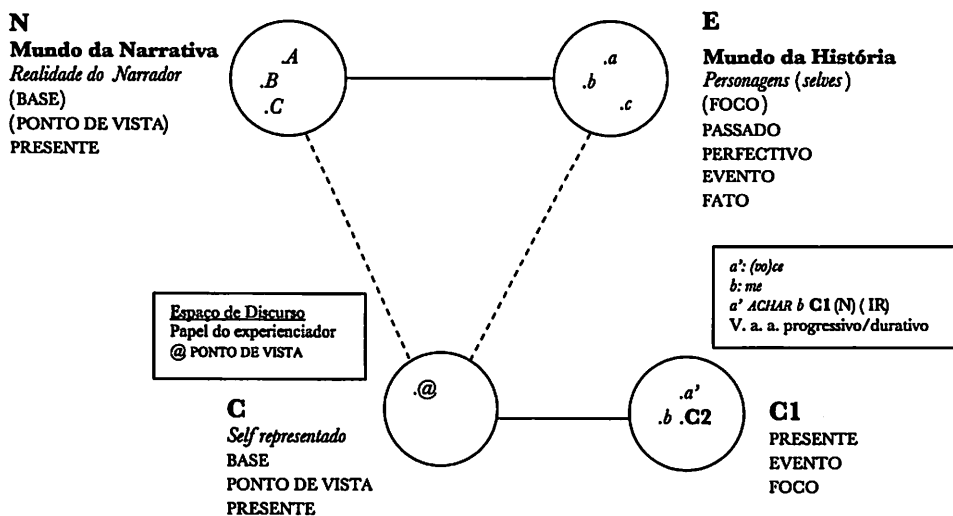 N
Mundo da Narrativa
Realidade do Narrador
(BASE)
(PONTO DE VISTA)
PRESENTE
.A
.B
.C
.a
.b
.c
E
Mundo da História
Personagens (selves)
(FOCO)
PASSADO
PERFECTIVO
EVENTO
FATO
a’: (vo)ce
b: me
a’ ACHAR b C1 (N) ( IR)
V. a. a. progressivo/durativo
Espaço de Discurso
Papel do experienciador
@ PONTO DE VISTA
.@
C
Self representado
BASE
PONTO DE VISTA
PRESENTE
.a’
.b .C2
C1
PRESENTE
EVENTO
FOCO